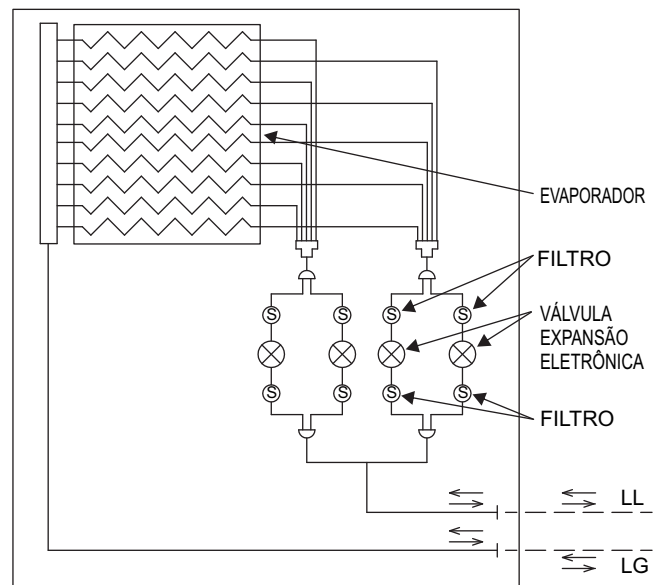 EVAPORADOR
FILTRO
S
S
S
S
VÁLVULA
EXPANSÃO
ELETRÔNICA
S
S
S
S
FILTRO
LL
LG